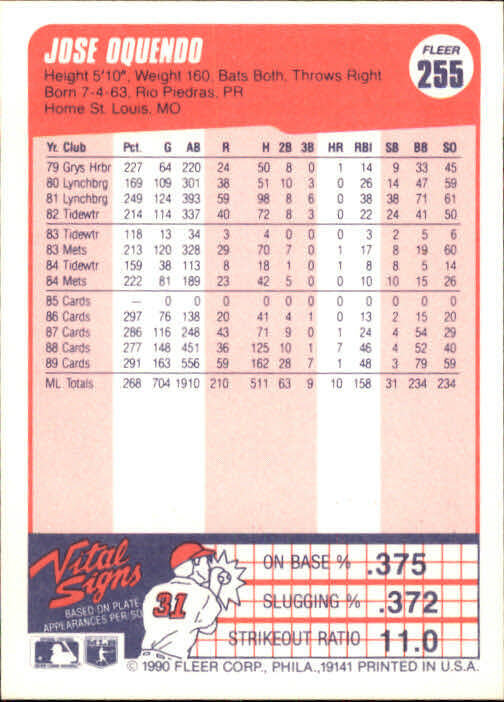 JOSE OQUENDO
FLEER
255
Height 5'10", Weight 160, Bats Both, Throws Right
Born 7-4-63, Rio Piedras, PR
Home St. Louis, MO
Yr. Club Pct. G AB R H 2B 3B HR RBI SB BB SO
79 Grys Hrbr 227 64 220 24 50 8 0 1 14 9 33 45
80 Lynchbrg 169 109 301 38 51 10 3 0 26 14 47 59
81 Lynchbrg 249 124 393 59 98 8 6 0 38 38 71 61
82 Tidewtr 214 114 337 40 72 8 3 0 22 24 41 50
83 Tidewtr 118 13 34 3 4 0 0 0 3 2 5 6
83 Mets 213 120 328 29 70 7 0 1 17 8 19 60
84 Tidewtr 159 38 113 8 18 1 0 1 8 8 5 14
84 Mets 222 81 189 23 42 5 0 0 10 10 15 26
85 Cards — 0 0 0 0 0 0 0 0 0 0 0
86 Cards 297 76 138 20 41 4 1 0 13 2 15 20
87 Cards 286 116 248 43 71 9 0 1 24 4 54 29
88 Cards 277 148 451 36 125 10 1 7 46 4 52 40
89 Cards 291 163 556 59 162 28 7 1 48 3 79 59
ML Totals .268 704 1910 210 511 63 9 10 158 31 234 234
Vital Signs
BASED ON PLATE
APPEARANCES PER/SO
31
ON BASE % .375
SLUGGING % .372
STRIKEOUT RATIO 11.0
© 1990 FLEER CORP., PHILA., 19141 PRINTED IN U.S.A.